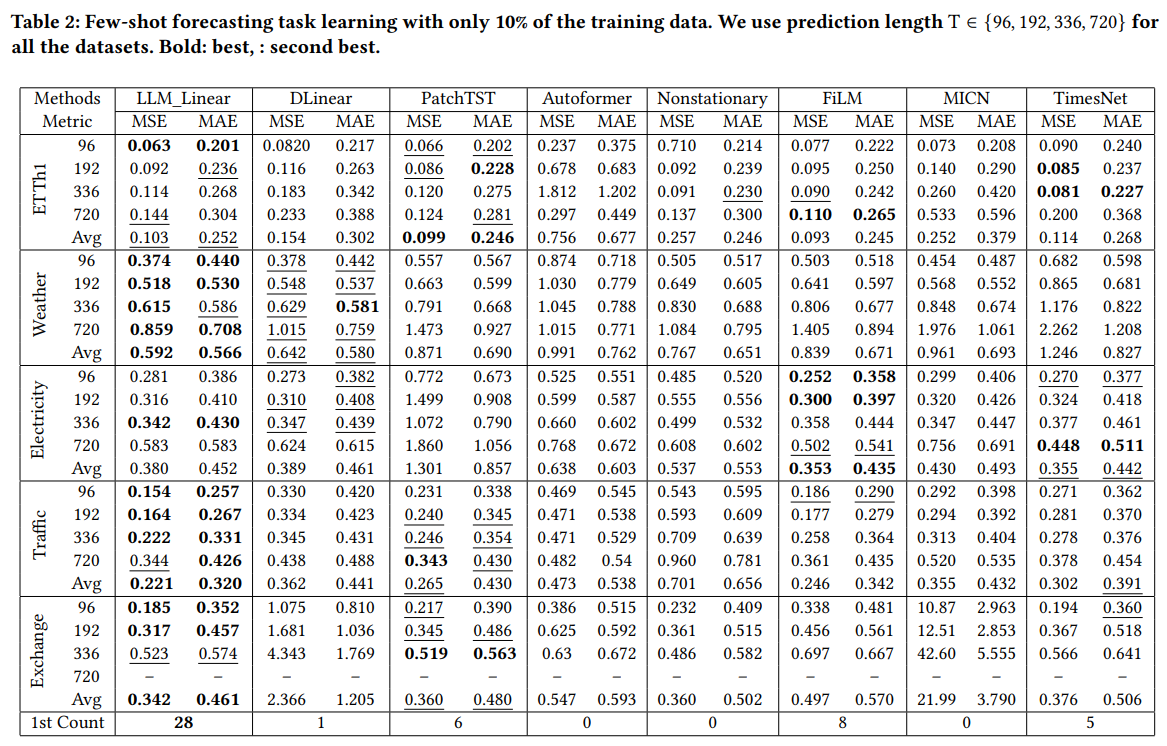 Table 2: Few-shot forecasting task learning with only 10% of the training data. We use prediction length T ∈ {96, 192, 336, 720} for
all the datasets. Bold: best, : second best.
Methods LLM_Linear DLinear PatchTST Autoformer Nonstationary FiLM MICN TimesNet
Metric MSE MAE MSE MAE MSE MAE MSE MAE MSE MAE MSE MAE MSE MAE MSE MAE
ETTh1
96 0.063 0.201 0.0820 0.217 0.066 0.202 0.237 0.375 0.710 0.214 0.077 0.222 0.073 0.208 0.090 0.240
192 0.092 0.236 0.116 0.263 0.086 0.228 0.678 0.683 0.092 0.239 0.095 0.250 0.140 0.290 0.085 0.237
336 0.114 0.268 0.183 0.342 0.120 0.275 1.812 1.202 0.091 0.230 0.090 0.242 0.260 0.420 0.081 0.227
720 0.144 0.304 0.233 0.388 0.124 0.281 0.297 0.449 0.137 0.300 0.110 0.265 0.533 0.596 0.200 0.368
Avg 0.103 0.252 0.154 0.302 0.099 0.246 0.756 0.677 0.257 0.246 0.093 0.245 0.252 0.379 0.114 0.268
Weather
96 0.374 0.440 0.378 0.442 0.557 0.567 0.874 0.718 0.505 0.517 0.503 0.518 0.454 0.487 0.682 0.598
192 0.518 0.530 0.548 0.537 0.663 0.599 1.030 0.779 0.649 0.605 0.641 0.597 0.568 0.552 0.865 0.681
336 0.615 0.586 0.629 0.581 0.791 0.668 1.045 0.788 0.830 0.688 0.806 0.677 0.848 0.674 1.176 0.822
720 0.859 0.708 1.015 0.759 1.473 0.927 1.015 0.771 1.084 0.795 1.405 0.894 1.976 1.061 2.262 1.208
Avg 0.592 0.566 0.642 0.580 0.871 0.690 0.991 0.762 0.767 0.651 0.839 0.671 0.961 0.693 1.246 0.827
Electricity
96 0.281 0.386 0.273 0.382 0.772 0.673 0.525 0.551 0.485 0.520 0.252 0.358 0.299 0.406 0.270 0.377
192 0.316 0.410 0.310 0.408 1.499 0.908 0.599 0.587 0.555 0.556 0.300 0.397 0.320 0.426 0.324 0.418
336 0.342 0.430 0.347 0.439 1.072 0.790 0.660 0.602 0.499 0.532 0.358 0.444 0.347 0.447 0.377 0.461
720 0.583 0.583 0.624 0.615 1.860 1.056 0.768 0.672 0.608 0.602 0.502 0.541 0.756 0.691 0.448 0.511
Avg 0.380 0.452 0.389 0.461 1.301 0.857 0.638 0.603 0.537 0.553 0.353 0.435 0.430 0.493 0.355 0.442
Traffic
96 0.154 0.257 0.330 0.420 0.231 0.338 0.469 0.545 0.543 0.595 0.186 0.290 0.292 0.398 0.271 0.362
192 0.164 0.267 0.334 0.423 0.240 0.345 0.471 0.538 0.593 0.609 0.177 0.279 0.294 0.392 0.281 0.370
336 0.222 0.331 0.345 0.431 0.246 0.354 0.471 0.529 0.709 0.639 0.258 0.364 0.313 0.404 0.278 0.376
720 0.344 0.426 0.438 0.488 0.343 0.430 0.482 0.54 0.960 0.781 0.361 0.435 0.520 0.535 0.378 0.454
Avg 0.221 0.320 0.362 0.441 0.265 0.430 0.473 0.538 0.701 0.656 0.246 0.342 0.355 0.432 0.302 0.391
Exchange
96 0.185 0.352 1.075 0.810 0.217 0.390 0.386 0.515 0.232 0.409 0.338 0.481 10.87 2.963 0.194 0.360
192 0.317 0.457 1.681 1.036 0.345 0.486 0.625 0.592 0.361 0.515 0.456 0.561 12.51 2.853 0.367 0.518
336 0.523 0.574 4.343 1.769 0.519 0.563 0.63 0.672 0.486 0.582 0.697 0.667 42.60 5.555 0.566 0.641
720 – – – – – – – – – – – – – – – –
Avg 0.342 0.461 2.366 1.205 0.360 0.480 0.547 0.593 0.360 0.502 0.497 0.570 21.99 3.790 0.376 0.506
1st Count 28 1 6 0 0 8 0 5